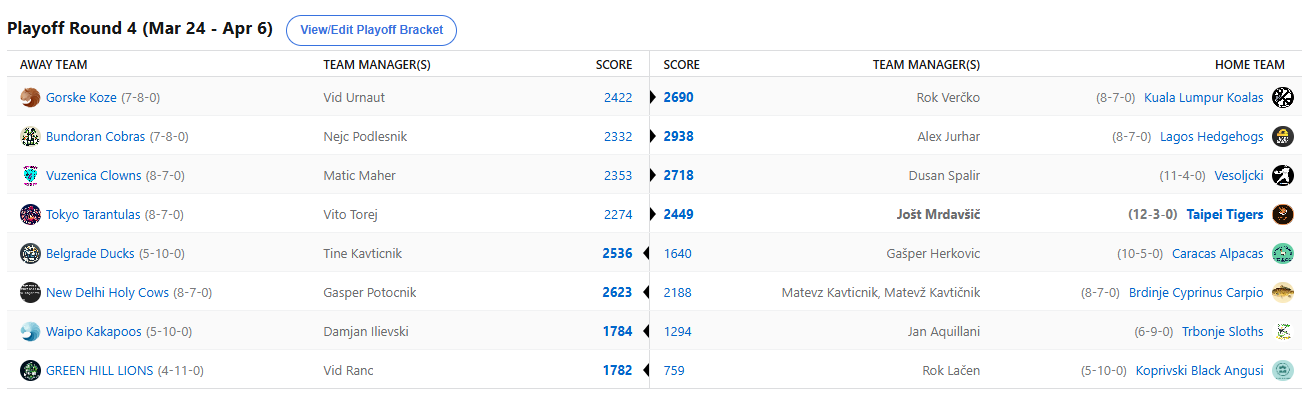 Playoff Round 4 (Mar 24 - Apr 6) View/Edit Playoff Bracket
AWAY TEAM TEAM MANAGER(S) SCORE SCORE TEAM MANAGER(S) HOME TEAM
Gorske Koze (7-8-0) Vid Urnaut 2422 2690 Rok Verčko (8-7-0) Kuala Lumpur Koalas
Bundoran Cobras (7-8-0) Nejc Podlesnik 2332 2938 Alex Jurhar (8-7-0) Lagos Hedgehogs
Vuzenica Clowns (8-7-0) Matic Maher 2353 2718 Dusan Spalir (11-4-0) Vesoljcki
Tokyo Tarantulas (8-7-0) Vito Torej 2274 2449 Jošt Mrdavšič (12-3-0) Taipei Tigers
Belgrade Ducks (5-10-0) Tine Kavticnik 2536 1640 Gašper Herkovic (10-5-0) Caracas Alpacas
New Delhi Holy Cows (8-7-0) Gasper Potocnik 2623 2188 Matevz Kavticnik, Matevž Kavtičnik (8-7-0) Brdinje Cyprinus Carpio
Waipo Kakapoos (5-10-0) Damjan Ilievski 1784 1294 Jan Aquillani (6-9-0) Trbonje Sloths
GREEN HILL LIONS (4-11-0) Vid Ranc 1782 759 Rok Lačen (5-10-0) Koprivski Black Angusi